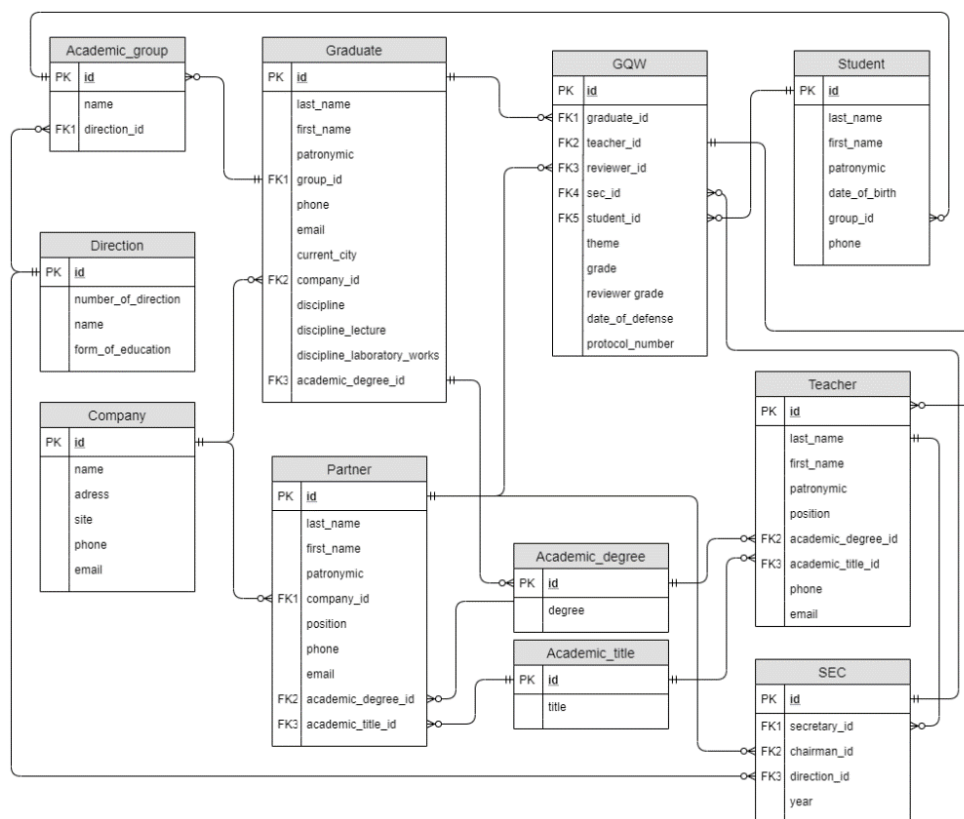 Academic_group
PK id
name
FK1 direction_id
Graduate
PK id
last_name
first_name
patronymic
FK1 group_id
phone
email
current_city
FK2 company_id
discipline
discipline_lecture
discipline_laboratory_works
FK3 academic_degree_id
GQW
PK id
FK1 graduate_id
FK2 teacher_id
FK3 reviewer_id
FK4 sec_id
FK5 student_id
theme
grade
reviewer grade
date_of_defense
protocol_number
Student
PK id
last_name
first_name
patronymic
date_of_birth
group_id
phone
Direction
PK id
number_of_direction
name
form_of_education
Company
PK id
name
adress
site
phone
email
Partner
PK id
last_name
first_name
patronymic
FK1 company_id
position
phone
email
FK2 academic_degree_id
FK3 academic_title_id
Academic_degree
PK id
degree
Academic_title
PK id
title
Teacher
PK id
last_name
first_name
patronymic
position
FK2 academic_degree_id
FK3 academic_title_id
phone
email
SEC
PK id
FK1 secretary_id
FK2 chairman_id
FK3 direction_id
year